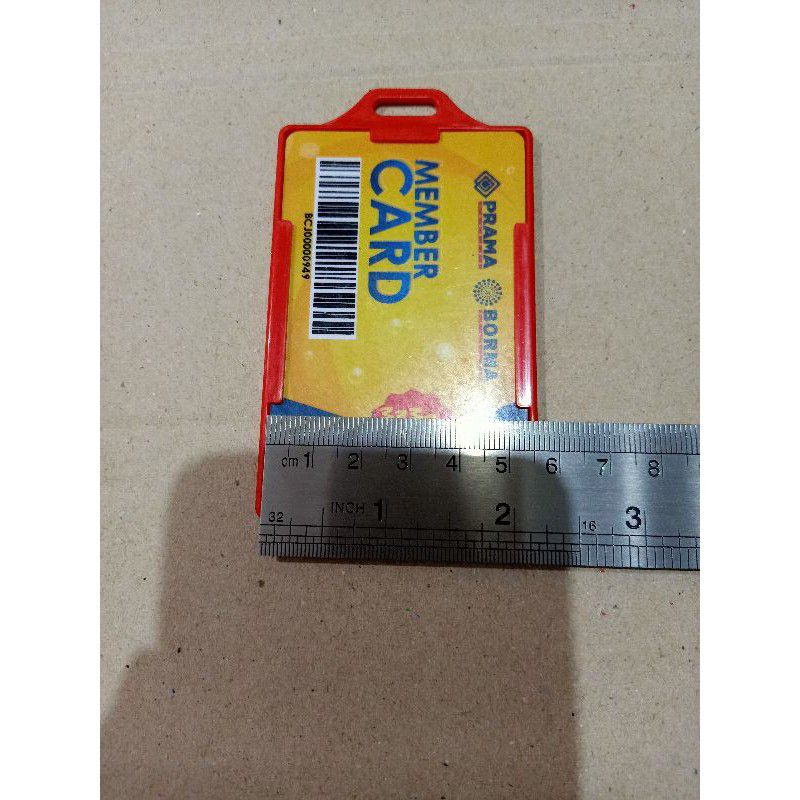 MEMBER
CARD
BCJ00000949
PRAMA
BORMA
cm 1 2 3 4 5 6 7 8
INCH 1 2 3
32 16